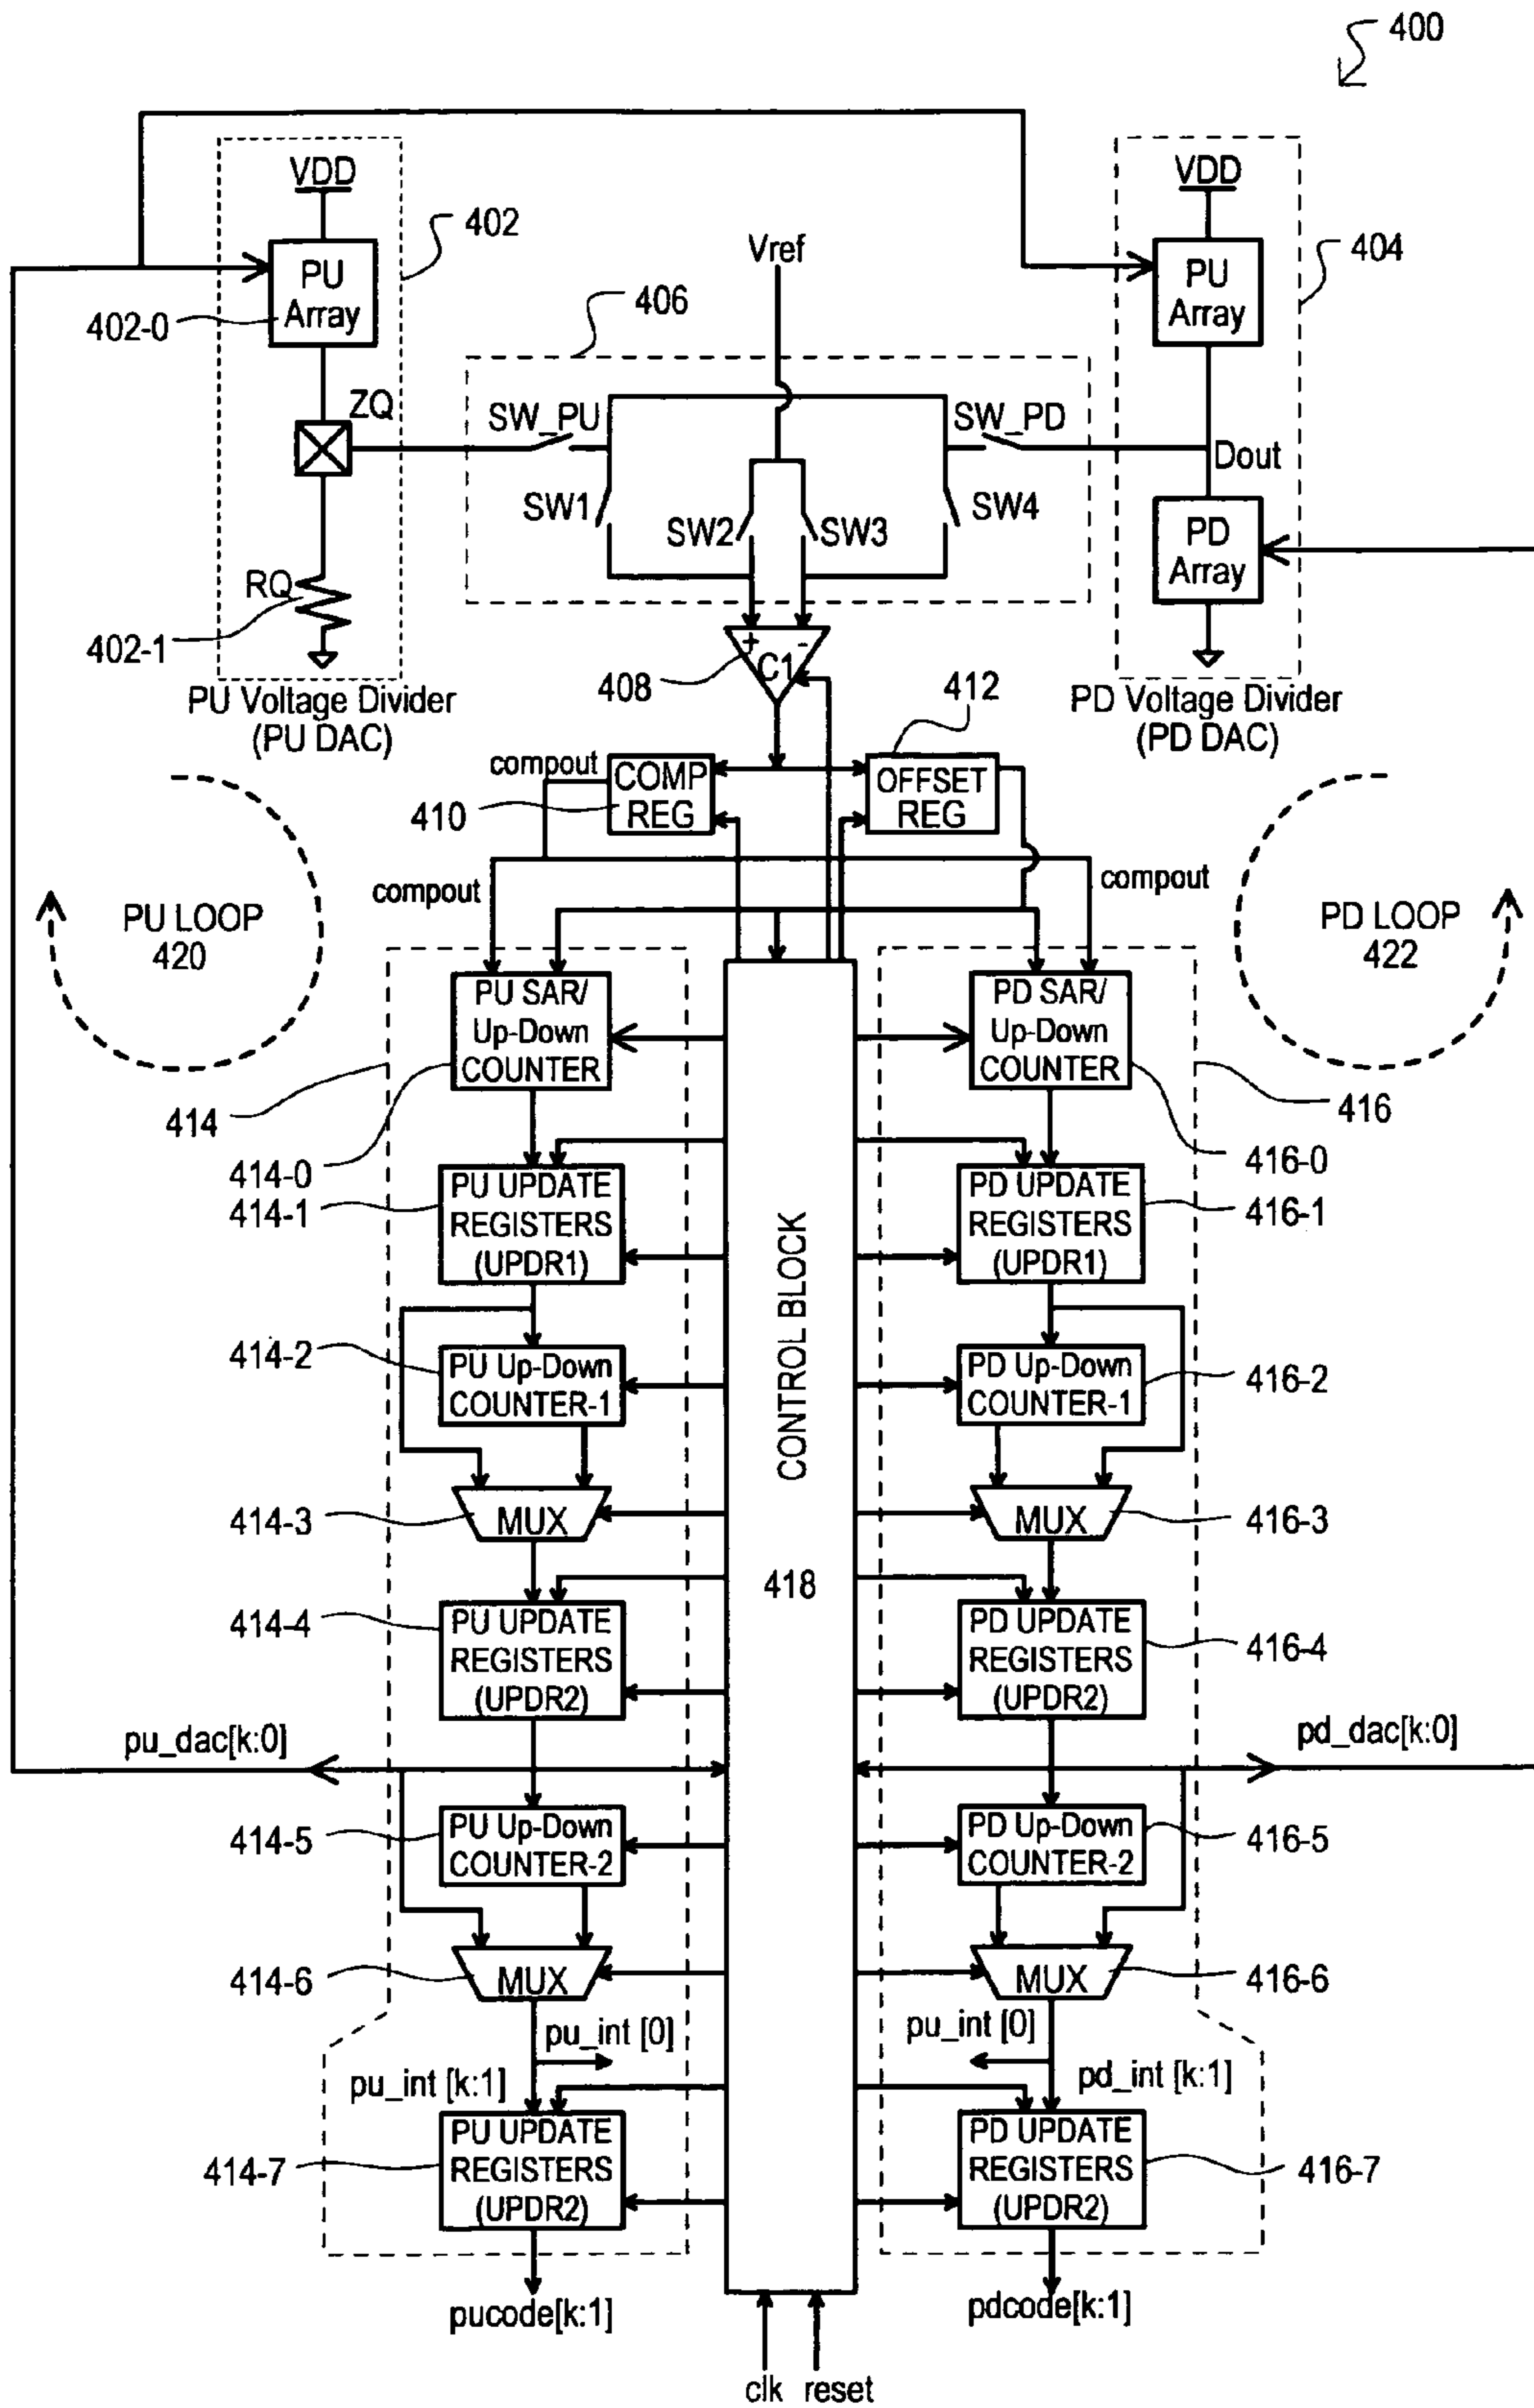 400
VDD
VDD
402
404
Vref
PU
Array
PU
Array
406
402-0
ZQ
SW_PU
SW_PD
Dout
SW1
SW2
SW3
SW4
PD
Array
RQ
402-1
+
-
C1
408
412
PU Voltage Divider
(PU DAC)
PD Voltage Divider
(PD DAC)
compout
COMP
REG
OFFSET
REG
410
compout
compout
PU LOOP
420
PD LOOP
422
PU SAR/
Up-Down
COUNTER
PD SAR/
Up-Down
COUNTER
414
416
414-0
416-0
414-1
PU UPDATE
REGISTERS
(UPDR1)
PD UPDATE
REGISTERS
(UPDR1)
416-1
CONTROL BLOCK
418
414-2
PU Up-Down
COUNTER-1
PD Up-Down
COUNTER-1
416-2
414-3
MUX
MUX
416-3
414-4
PU UPDATE
REGISTERS
(UPDR2)
PD UPDATE
REGISTERS
(UPDR2)
416-4
pu_dac[k:0]
pd_dac[k:0]
414-5
PU Up-Down
COUNTER-2
PD Up-Down
COUNTER-2
416-5
414-6
MUX
MUX
416-6
pu_int [0]
pu_int [0]
pu_int [k:1]
pd_int [k:1]
414-7
PU UPDATE
REGISTERS
(UPDR2)
PD UPDATE
REGISTERS
(UPDR2)
416-7
pucode[k:1]
pdcode[k:1]
clk
reset